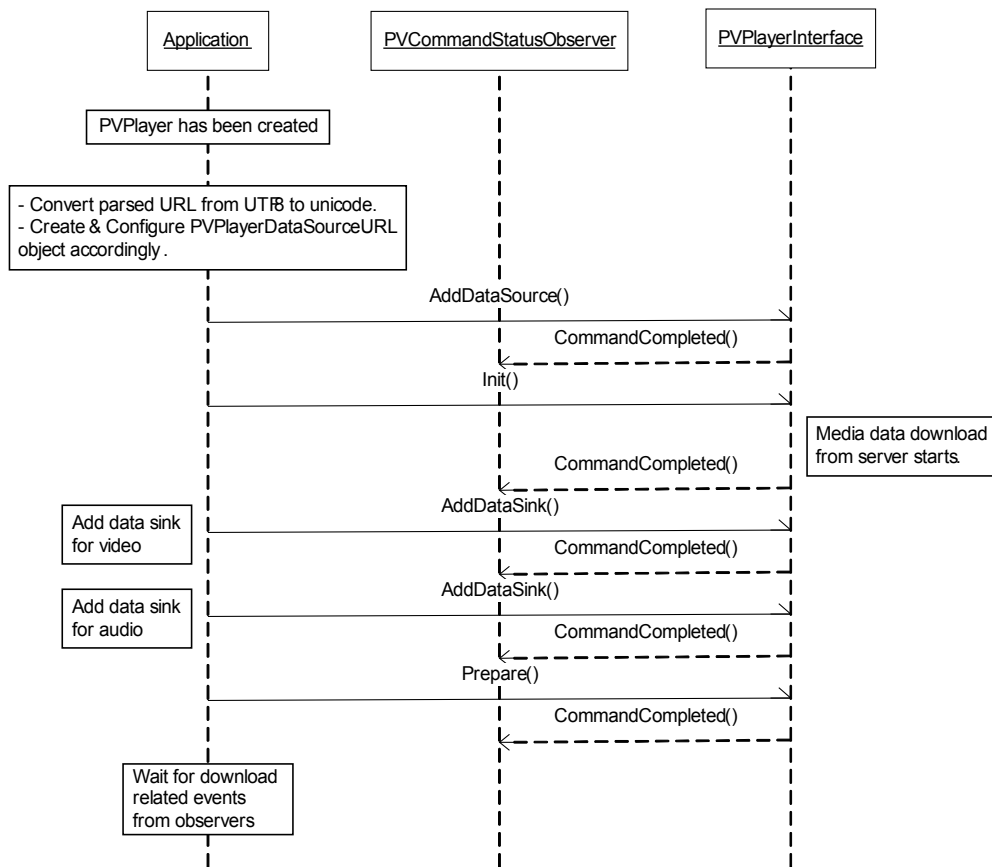 Application
PVCommandStatusObserver
PVPlayerInterface
PVPlayer has been created
- Convert parsed URL from UTF8 to unicode.
- Create & Configure PVPlayerDataSourceURL
object accordingly.
AddDataSource()
CommandCompleted()
Init()
Media data download
from server starts.
CommandCompleted()
AddDataSink()
Add data sink
for video
CommandCompleted()
AddDataSink()
Add data sink
for audio
CommandCompleted()
Prepare()
CommandCompleted()
Wait for download
related events
from observers